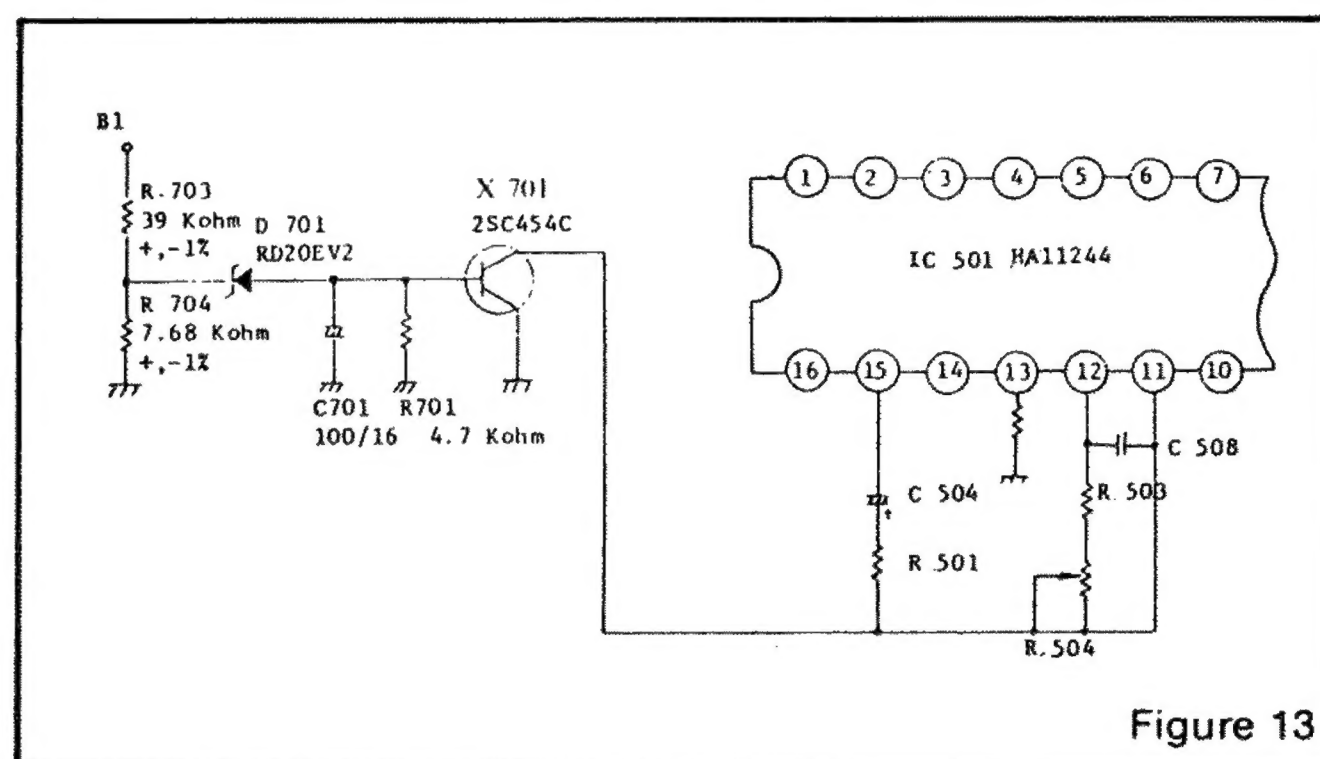 B1
R.703
39 Kohm
+,-1%
D 701
RD20EV2
X 701
2SC454C
R 704
7.68 Kohm
+,-1%
C701
100/16
R701
4.7 Kohm
1 2 3 4 5 6 7
IC 501 HA11244
16 15 14 13 12 11 10
C 508
C 504
+
R.503
R 501
R.504
Figure 13